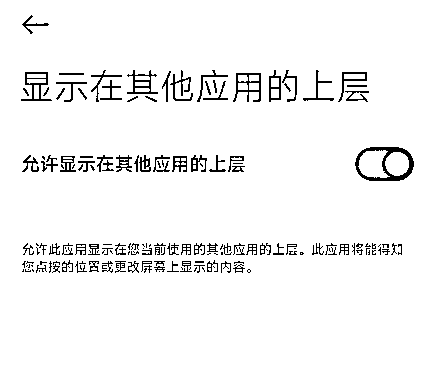 显示在其他应用的上层
允许显示在其他应用的上层
允许此应用显示在您当前使用的其他应用的上层。此应用将能得知
您点按的位置或更改屏幕上显示的内容。